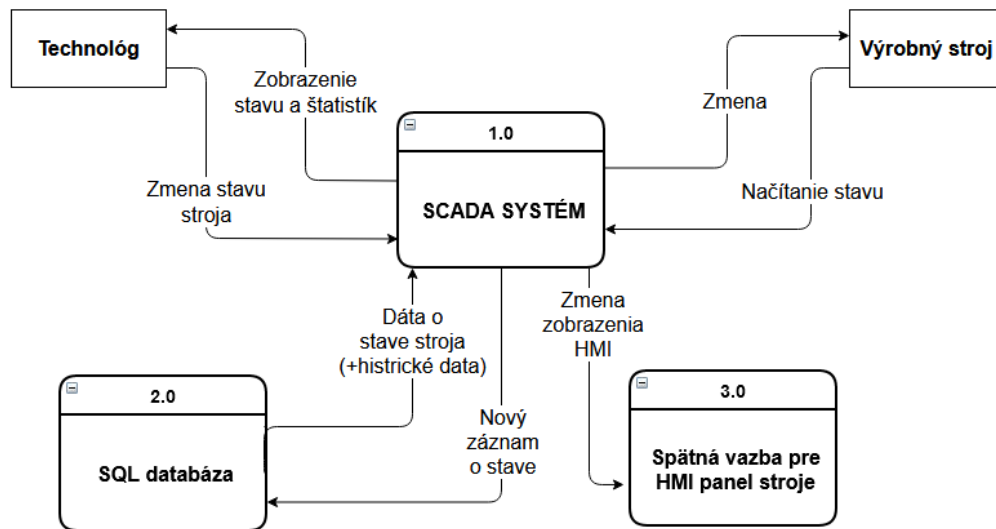 Technológ
Výrobný stroj
Zobrazenie
stavu a štatistík
Zmena
1.0
SCADA SYSTÉM
Zmena stavu
stroja
Načítanie stavu
Dáta o
stave stroja
(+histrické data)
Zmena
zobrazenia
HMI
2.0
SQL databáza
Nový
záznam
o stave
3.0
Spätná vazba pre
HMI panel stroje